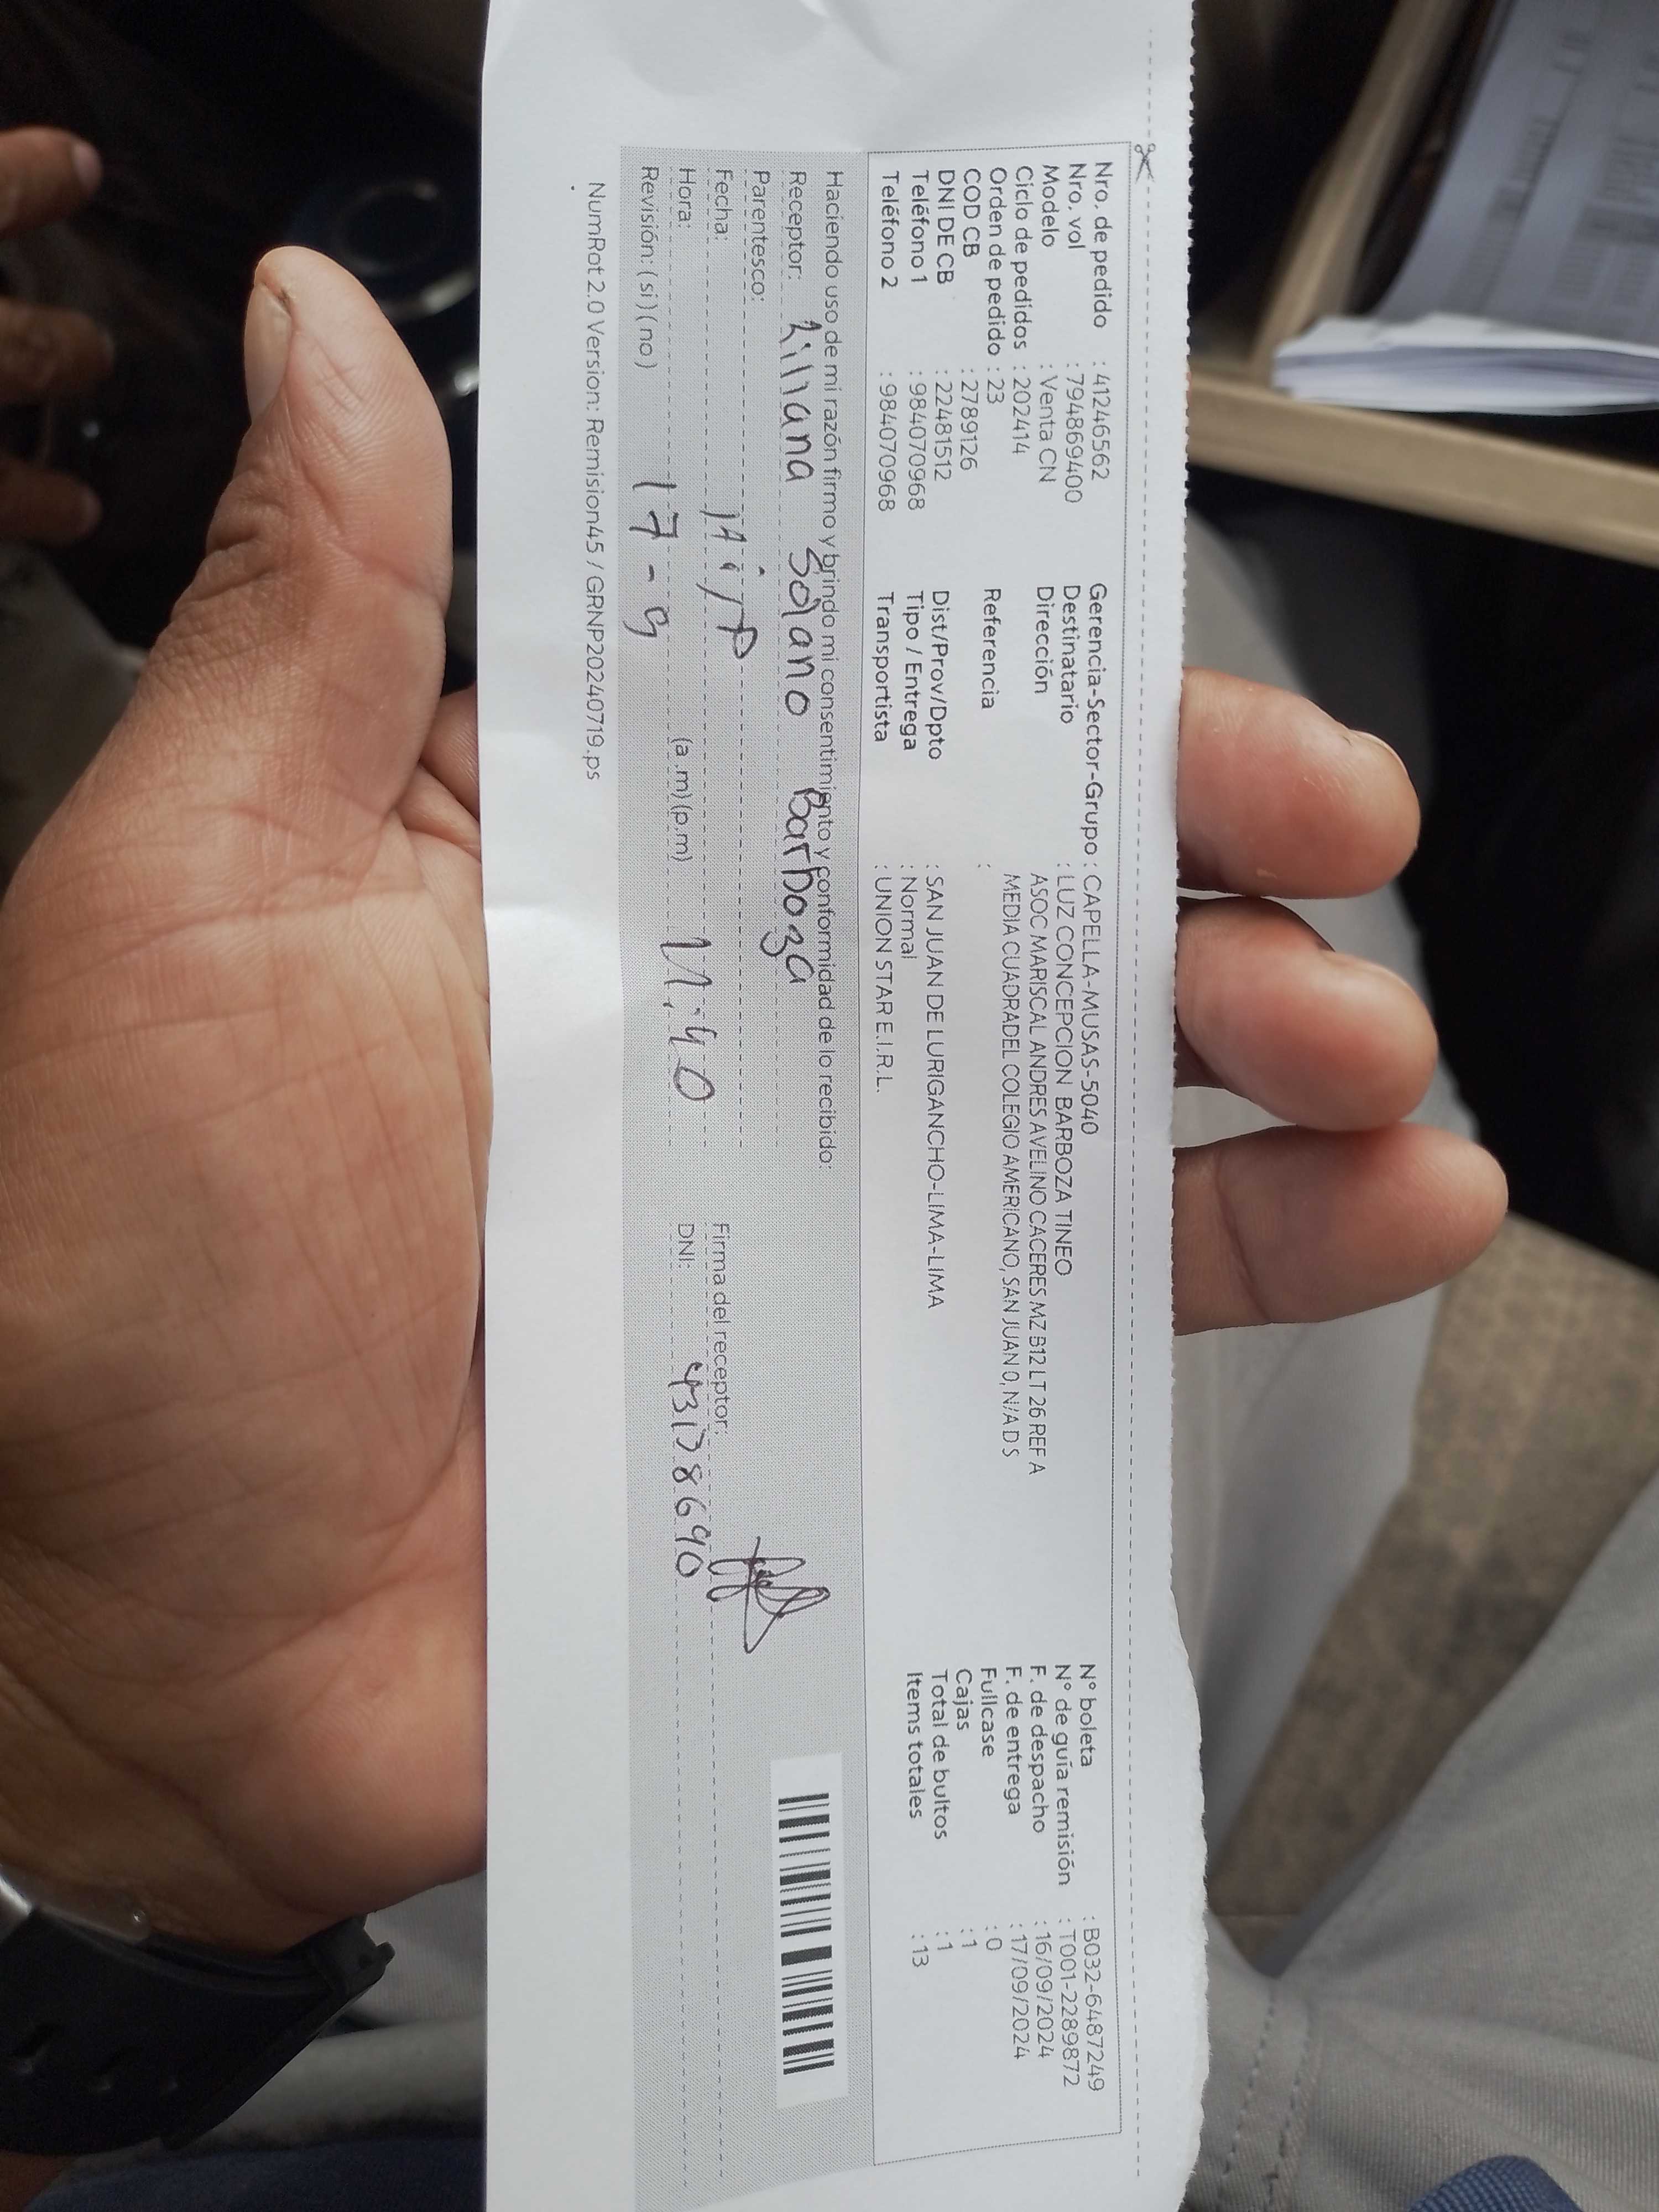 Nro. de pedido : 41246562
Nro. vol : 794869400
Modelo : Venta CN
Ciclo de pedidos : 202414
Orden de pedido : 23
COD CB : 2789126
DNI DE CB : 22481512
Teléfono 1 : 984070968
Teléfono 2 : 984070968
Gerencia-Sector-Grupo : CAPELLA-MUSAS-5040
Destinatario : LUZ CONCEPCION BARBOZA TINEO
Dirección ASOC MARISCAL ANDRES AVELINO CACERES MZ B12 LT 26 REF A
MEDIA CUADRADEL COLEGIO AMERICANO, SAN JUAN 0, N/A D S
Referencia :
Dist/Prov/Dpto : SAN JUAN DE LURIGANCHO-LIMA-LIMA
Tipo / Entrega : Normal
Transportista : UNION STAR E.I.R.L.
N° boleta : B032-6487249
N° de guía remisión : T001-2289872
F. de despacho : 16/09/2024
F. de entrega : 17/09/2024
Fullcase : 0
Cajas : 1
Total de bultos : 1
Items totales : 13
Haciendo uso de mi razón firmo y brindo mi consentimiento y conformidad de lo recibido:
Receptor: Liliana Solano Barboza
Parentesco:
Fecha:
Hora: (a.m) (p.m)
Revisión: (si) (no) 17-9
Firma del receptor:
DNI: 43178690
NumRot 2.0 Version: Remision45 / GRNP20240719.ps